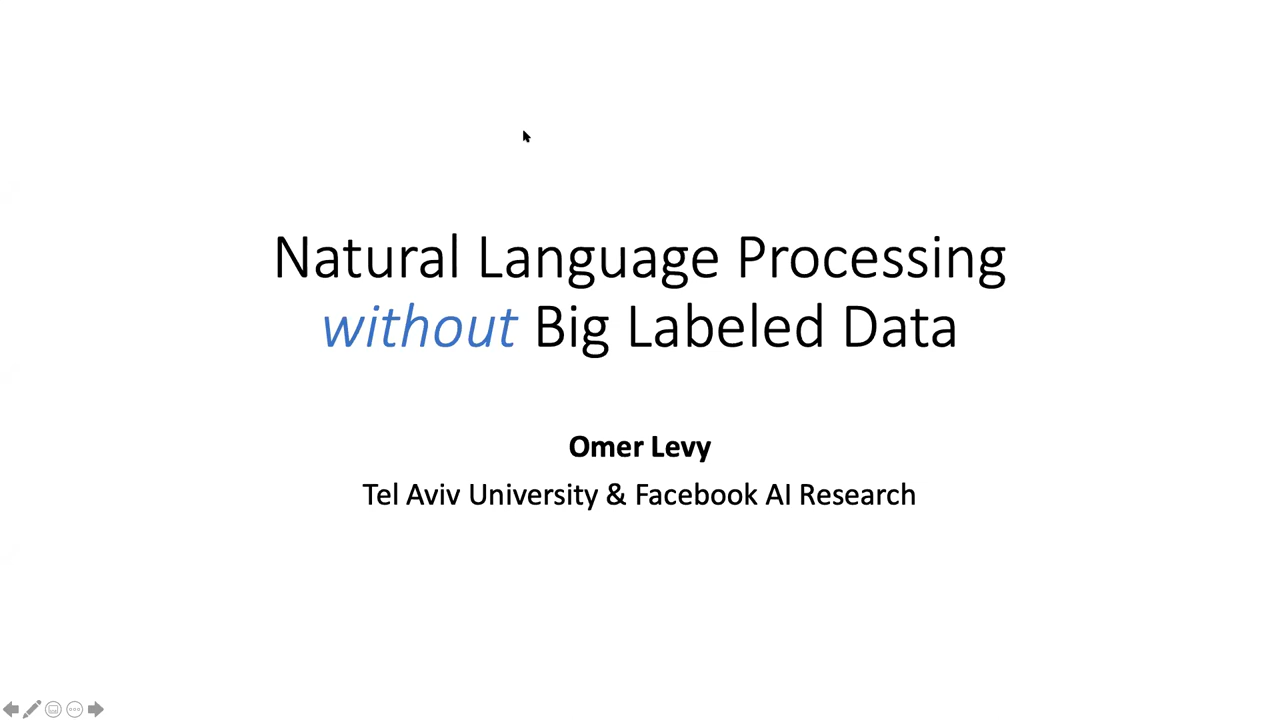 Natural Language Processing
without Big Labeled Data
Omer Levy
Tel Aviv University & Facebook AI Research